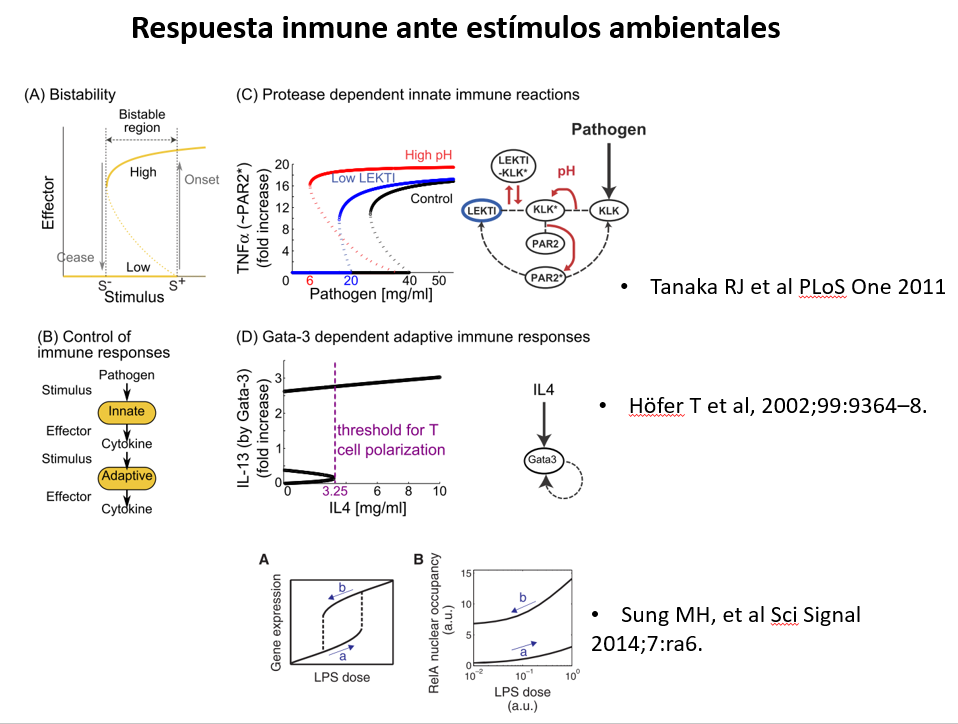 Respuesta inmune ante estímulos ambientales
(A) Bistability
Bistable
region
High
Onset
Effector
Cease
Low
S-
S+
Stimulus
(B) Control of
immune responses
Pathogen
Stimulus
Innate
Effector
Cytokine
Stimulus
Adaptive
Effector
Cytokine
(C) Protease dependent innate immune reactions
TNFα (~PAR2*)
(fold increase)
20
16
12
8
4
High pH
Low LEKTI
Control
0
6
20
40
50
Pathogen [mg/ml]
Pathogen
LEKTI
-KLK*
pH
LEKTI
KLK*
KLK
PAR2
PAR2*
• Tanaka RJ et al PLoS One 2011
(D) Gata-3 dependent adaptive immune responses
IL-13 (by Gata-3)
(fold increase)
3
2
1
0
threshold for T
cell polarization
0
3.25
6
8
10
IL4 [mg/ml]
IL4
Gata3
• Höfer T et al, 2002;99:9364–8.
A
Gene expression
b
a
LPS dose
B
RelA nuclear occupancy
(a.u.)
15
10
5
0
b
a
10⁻²
10⁻¹
10⁰
LPS dose
(a.u.)
• Sung MH, et al Sci Signal
2014;7:ra6.